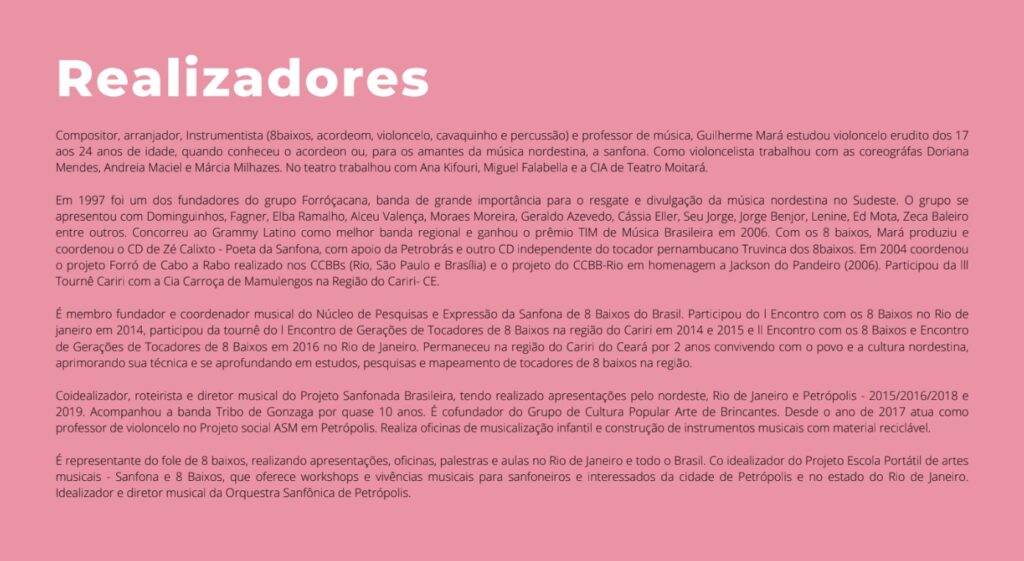 Realizadores
Compositor, arranjador, Instrumentista (8baixos, acordeom, violoncelo, cavaquinho e percussão) e professor de música, Guilherme Mará estudou violoncelo erudito dos 17
aos 24 anos de idade, quando conheceu o acordeon ou, para os amantes da música nordestina, a sanfona. Como violoncelista trabalhou com as coreográfas Doriana
Mendes, Andreia Maciel e Márcia Milhazes. No teatro trabalhou com Ana Kifouri, Miguel Falabella e a CIA de Teatro Moitará.
Em 1997 foi um dos fundadores do grupo Forróçacana, banda de grande importância para o resgate e divulgação da música nordestina no Sudeste. O grupo se
apresentou com Dominguinhos, Fagner, Elba Ramalho, Alceu Valença, Moraes Moreira, Geraldo Azevedo, Cássia Eller, Seu Jorge, Jorge Benjor, Lenine, Ed Mota, Zeca Baleiro
entre outros. Concorreu ao Grammy Latino como melhor banda regional e ganhou o prêmio TIM de Música Brasileira em 2006. Com os 8 baixos, Mará produziu e
coordenou o CD de Zé Calixto - Poeta da Sanfona, com apoio da Petrobrás e outro CD independente do tocador pernambucano Truvinca dos 8baixos. Em 2004 coordenou
o projeto Forró de Cabo a Rabo realizado nos CCBBs (Rio, São Paulo e Brasília) e o projeto do CCBB-Rio em homenagem a Jackson do Pandeiro (2006). Participou da lll
Tournê Cariri com a Cia Carroça de Mamulengos na Região do Cariri- CE.
É membro fundador e coordenador musical do Núcleo de Pesquisas e Expressão da Sanfona de 8 Baixos do Brasil. Participou do l Encontro com os 8 Baixos no Rio de
janeiro em 2014, participou da tournê do l Encontro de Gerações de Tocadores de 8 Baixos na região do Cariri em 2014 e 2015 e ll Encontro com os 8 Baixos e Encontro
de Gerações de Tocadores de 8 Baixos em 2016 no Rio de Janeiro. Permaneceu na região do Cariri do Ceará por 2 anos convivendo com o povo e a cultura nordestina,
aprimorando sua técnica e se aprofundando em estudos, pesquisas e mapeamento de tocadores de 8 baixos na região.
Coidealizador, roteirista e diretor musical do Projeto Sanfonada Brasileira, tendo realizado apresentações pelo nordeste, Rio de Janeiro e Petrópolis - 2015/2016/2018 e
2019. Acompanhou a banda Tribo de Gonzaga por quase 10 anos. É cofundador do Grupo de Cultura Popular Arte de Brincantes. Desde o ano de 2017 atua como
professor de violoncelo no Projeto social ASM em Petrópolis. Realiza oficinas de musicalização infantil e construção de instrumentos musicais com material reciclável.
É representante do fole de 8 baixos, realizando apresentações, oficinas, palestras e aulas no Rio de Janeiro e todo o Brasil. Co idealizador do Projeto Escola Portátil de artes
musicais - Sanfona e 8 Baixos, que oferece workshops e vivências musicais para sanfoneiros e interessados da cidade de Petrópolis e no estado do Rio de Janeiro.
Idealizador e diretor musical da Orquestra Sanfônica de Petrópolis.